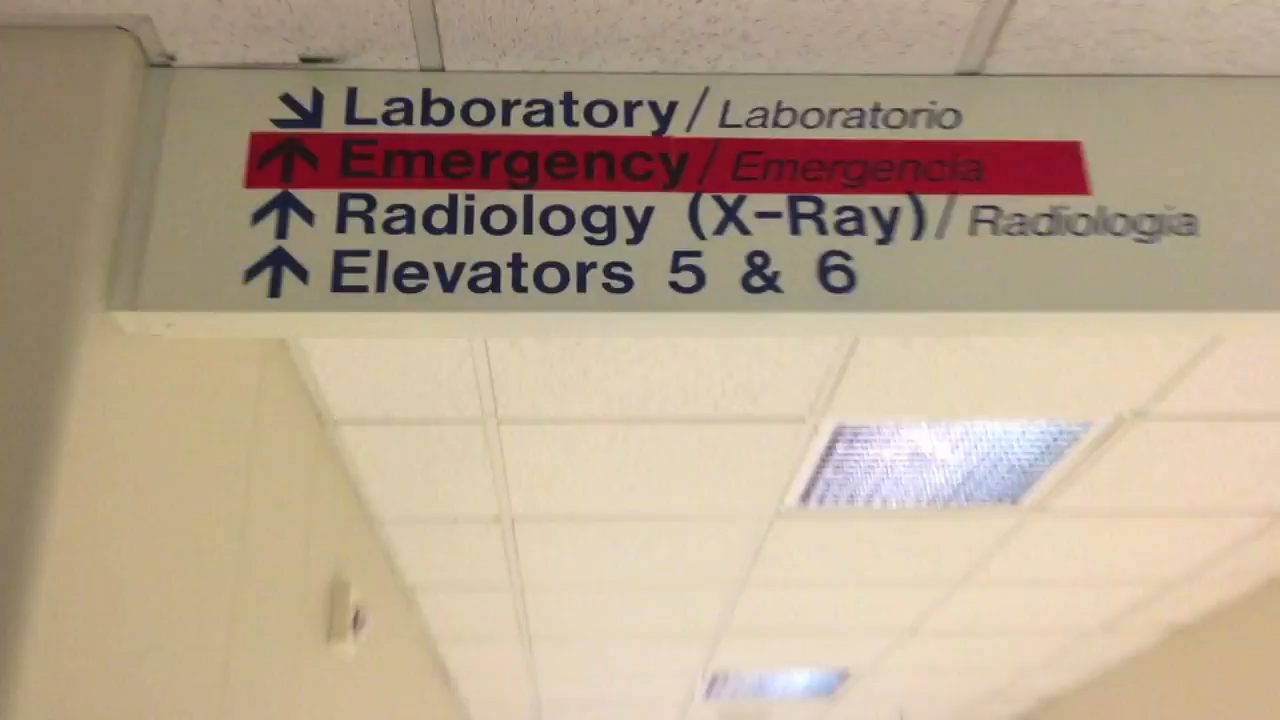 Laboratory / Laboratorio
Emergency / Emergencia
Radiology (X-Ray) / Radiologia
Elevators 5 & 6